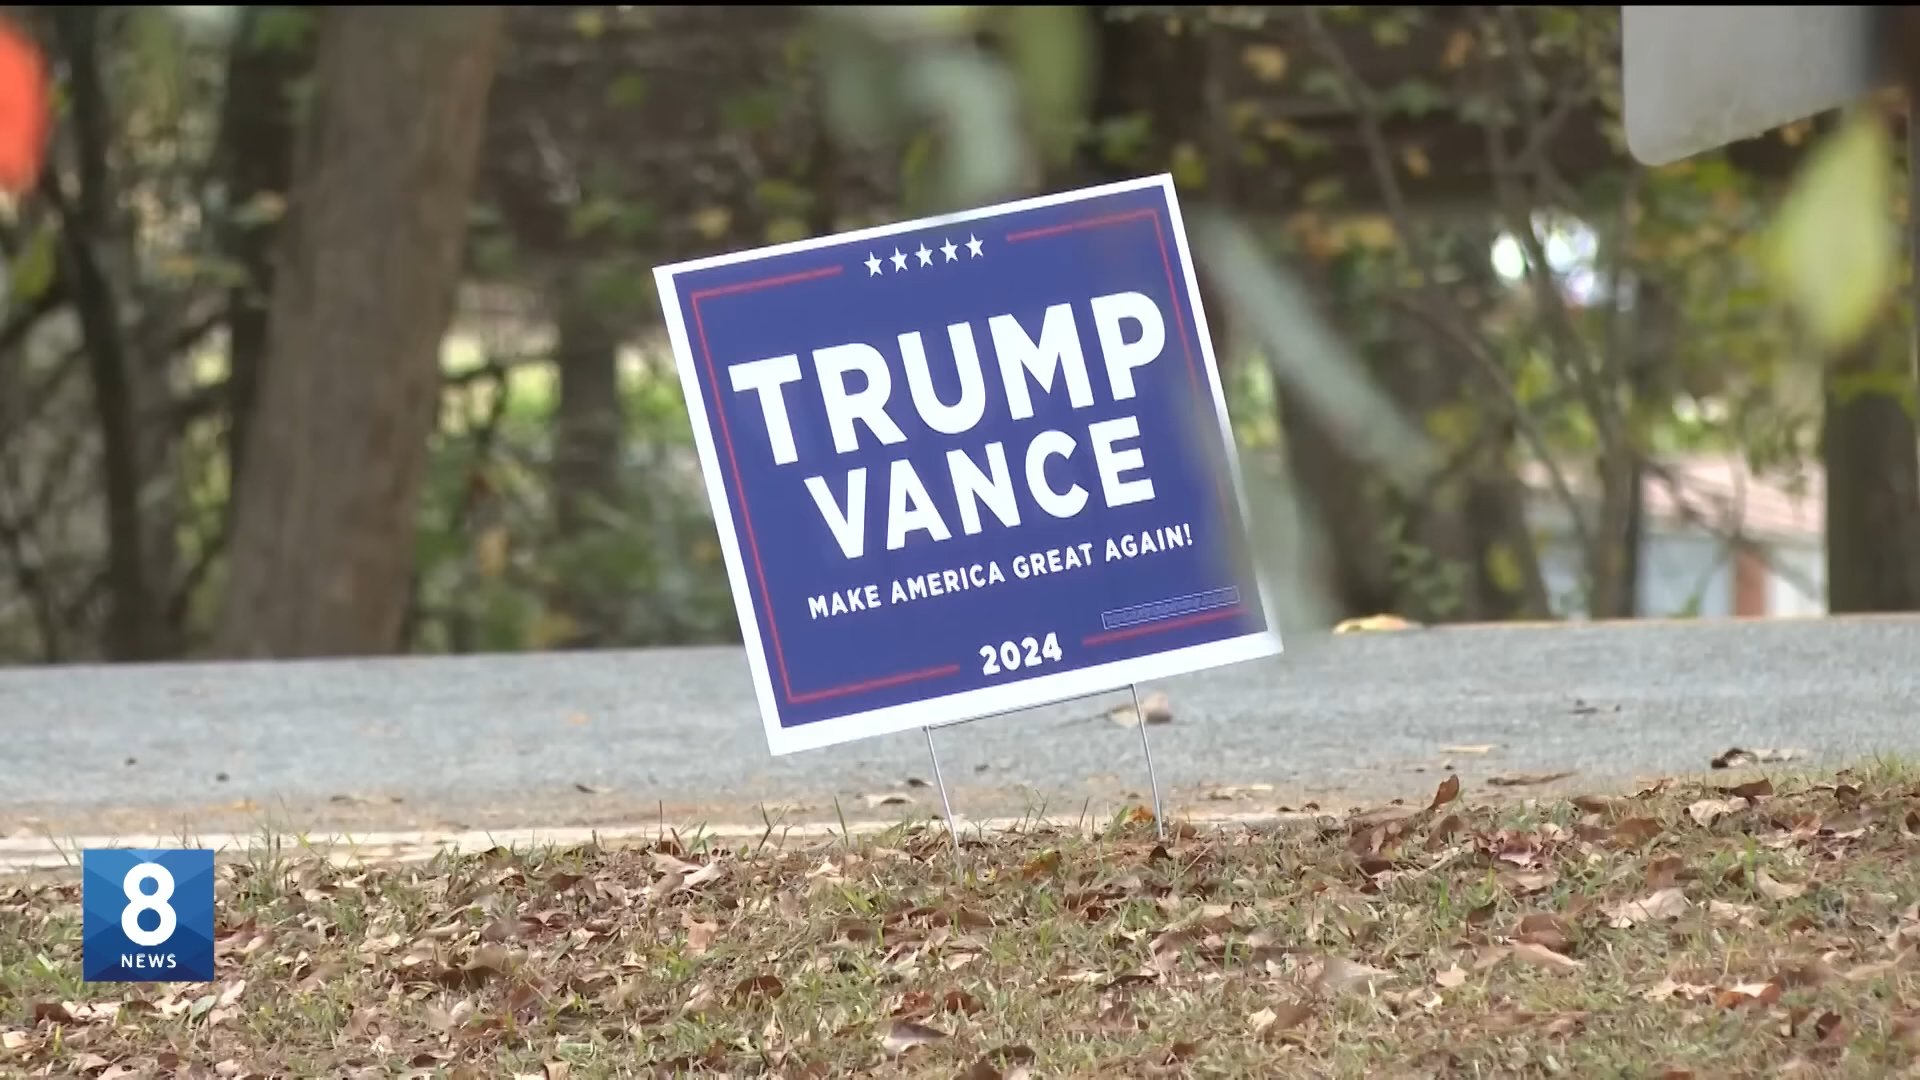 TRUMP
VANCE
MAKE AMERICA GREAT AGAIN!
2024
8
NEWS